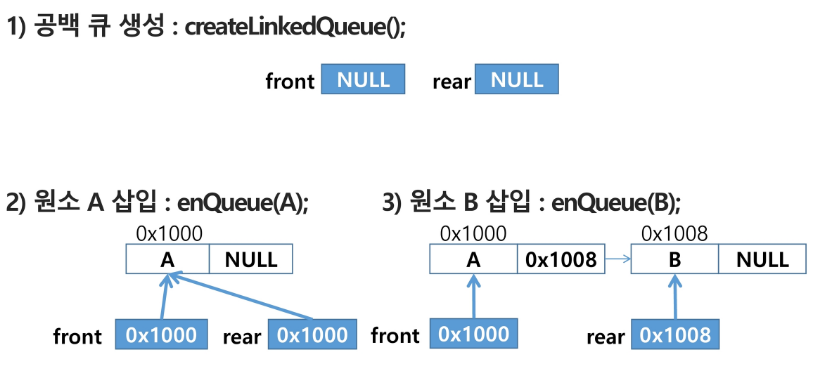 1) 공백 큐 생성 : createLinkedQueue();
front NULL rear NULL
2) 원소 A 삽입 : enQueue(A);
0x1000
A NULL
front 0x1000 rear 0x1000
3) 원소 B 삽입 : enQueue(B);
0x1000 0x1008
A 0x1008 B NULL
front 0x1000 rear 0x1008